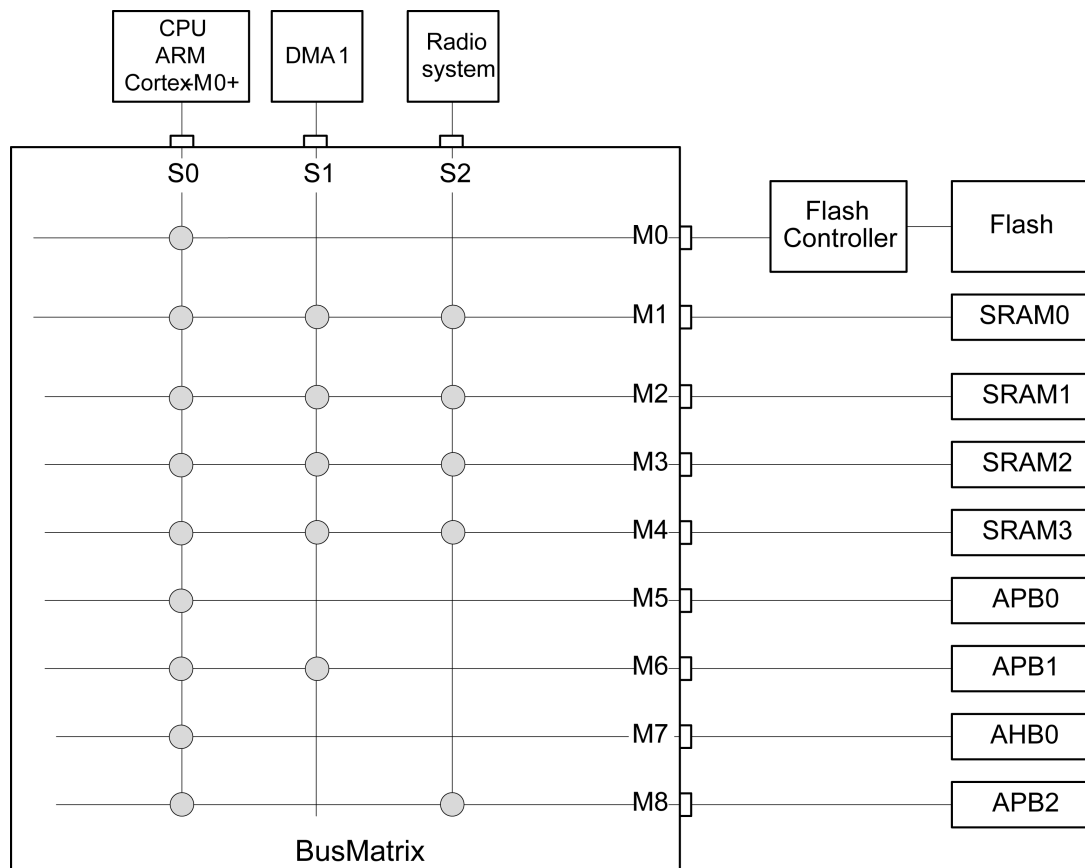 CPU
ARM
Cortex-M0+
DMA1
Radio
system
S0
S1
S2
M0
Flash
Controller
Flash
M1
SRAM0
M2
SRAM1
M3
SRAM2
M4
SRAM3
M5
APB0
M6
APB1
M7
AHB0
M8
APB2
BusMatrix